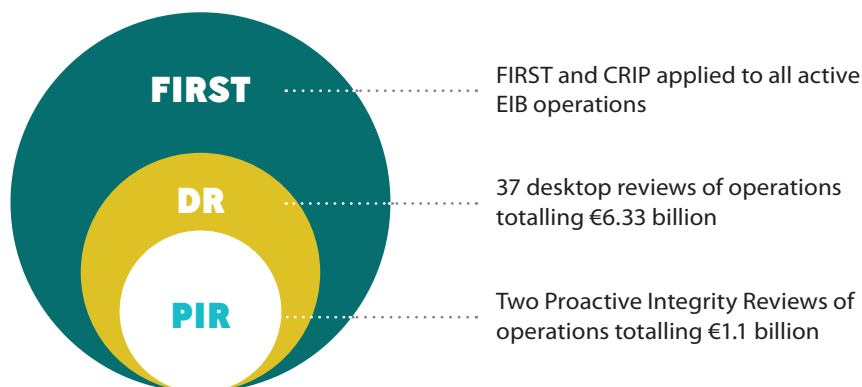 FIRST
FIRST and CRIP applied to all active
EIB operations
DR
37 desktop reviews of operations
totalling €6.33 billion
PIR
Two Proactive Integrity Reviews of
operations totalling €1.1 billion